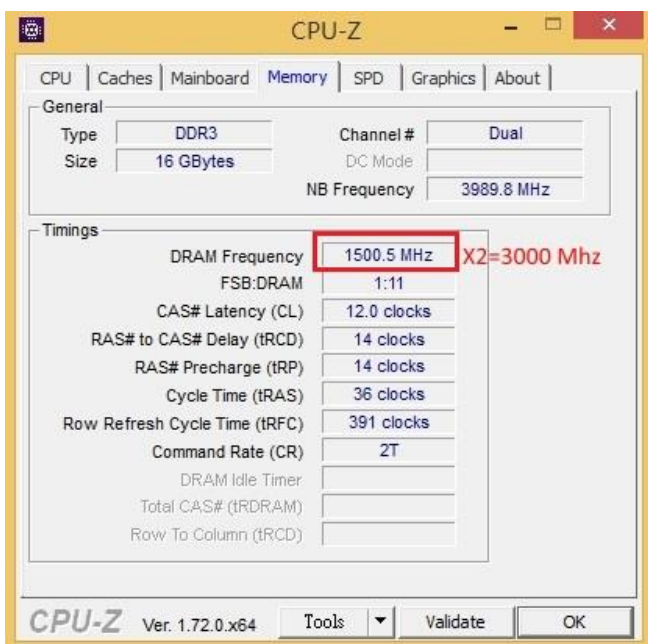 CPU-Z
CPU Caches Mainboard Memory SPD Graphics About
General
Type DDR3 Channel # Dual
Size 16 GBytes DC Mode
NB Frequency 3989.8 MHz
Timings
DRAM Frequency 1500.5 MHz X2=3000 Mhz
FSB:DRAM 1:11
CAS# Latency (CL) 12.0 clocks
RAS# to CAS# Delay (tRCD) 14 clocks
RAS# Precharge (tRP) 14 clocks
Cycle Time (tRAS) 36 clocks
Row Refresh Cycle Time (tRFC) 391 clocks
Command Rate (CR) 2T
DRAM Idle Timer
Total CAS# (tRDRAM)
Row To Column (tRCD)
CPU-Z Ver. 1.72.0.x64 Tools Validate OK